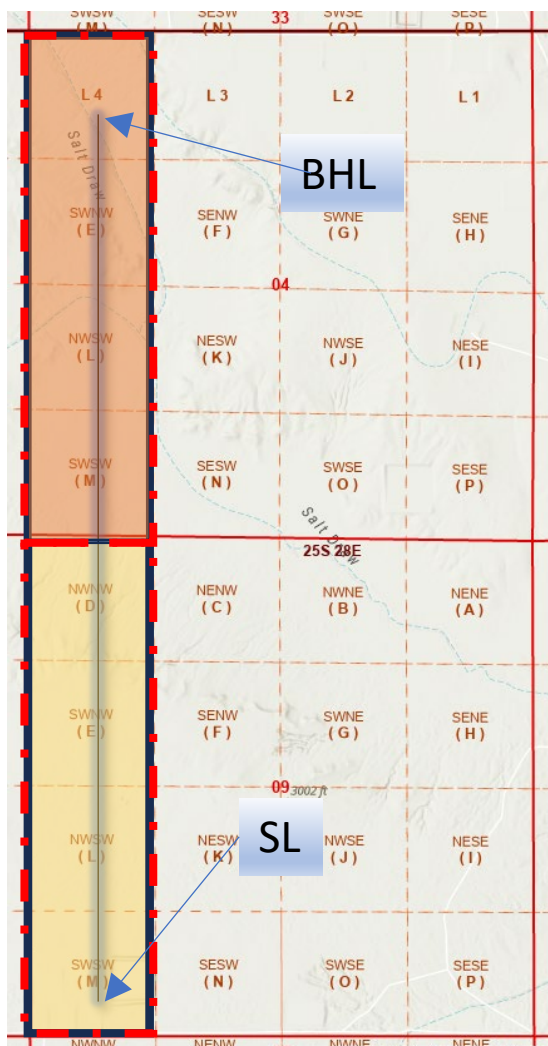 SWSW SESW 33 SWSE SESE
(M) (N) (O) (P)
L 4 L 3 L 2 L 1
BHL
Salt Draw
SWNW SENW SWNE SENE
(E) (F) (G) (H)
04
NWSW NESW NWSE NESE
(L) (K) (J) (I)
SWSW SESW SWSE SESE
(M) (N) (O) (P)
Salt Draw
25S 28E
NWNW NENW NWNE NENE
(D) (C) (B) (A)
SWNW SENW SWNE SENE
(E) (F) (G) (H)
09 3002 ft
SL
NWSW NESW NWSE NESE
(L) (K) (J) (I)
SWSW SESW SWSE SESE
(M) (N) (O) (P)
NWNW NENW NWNE NENE